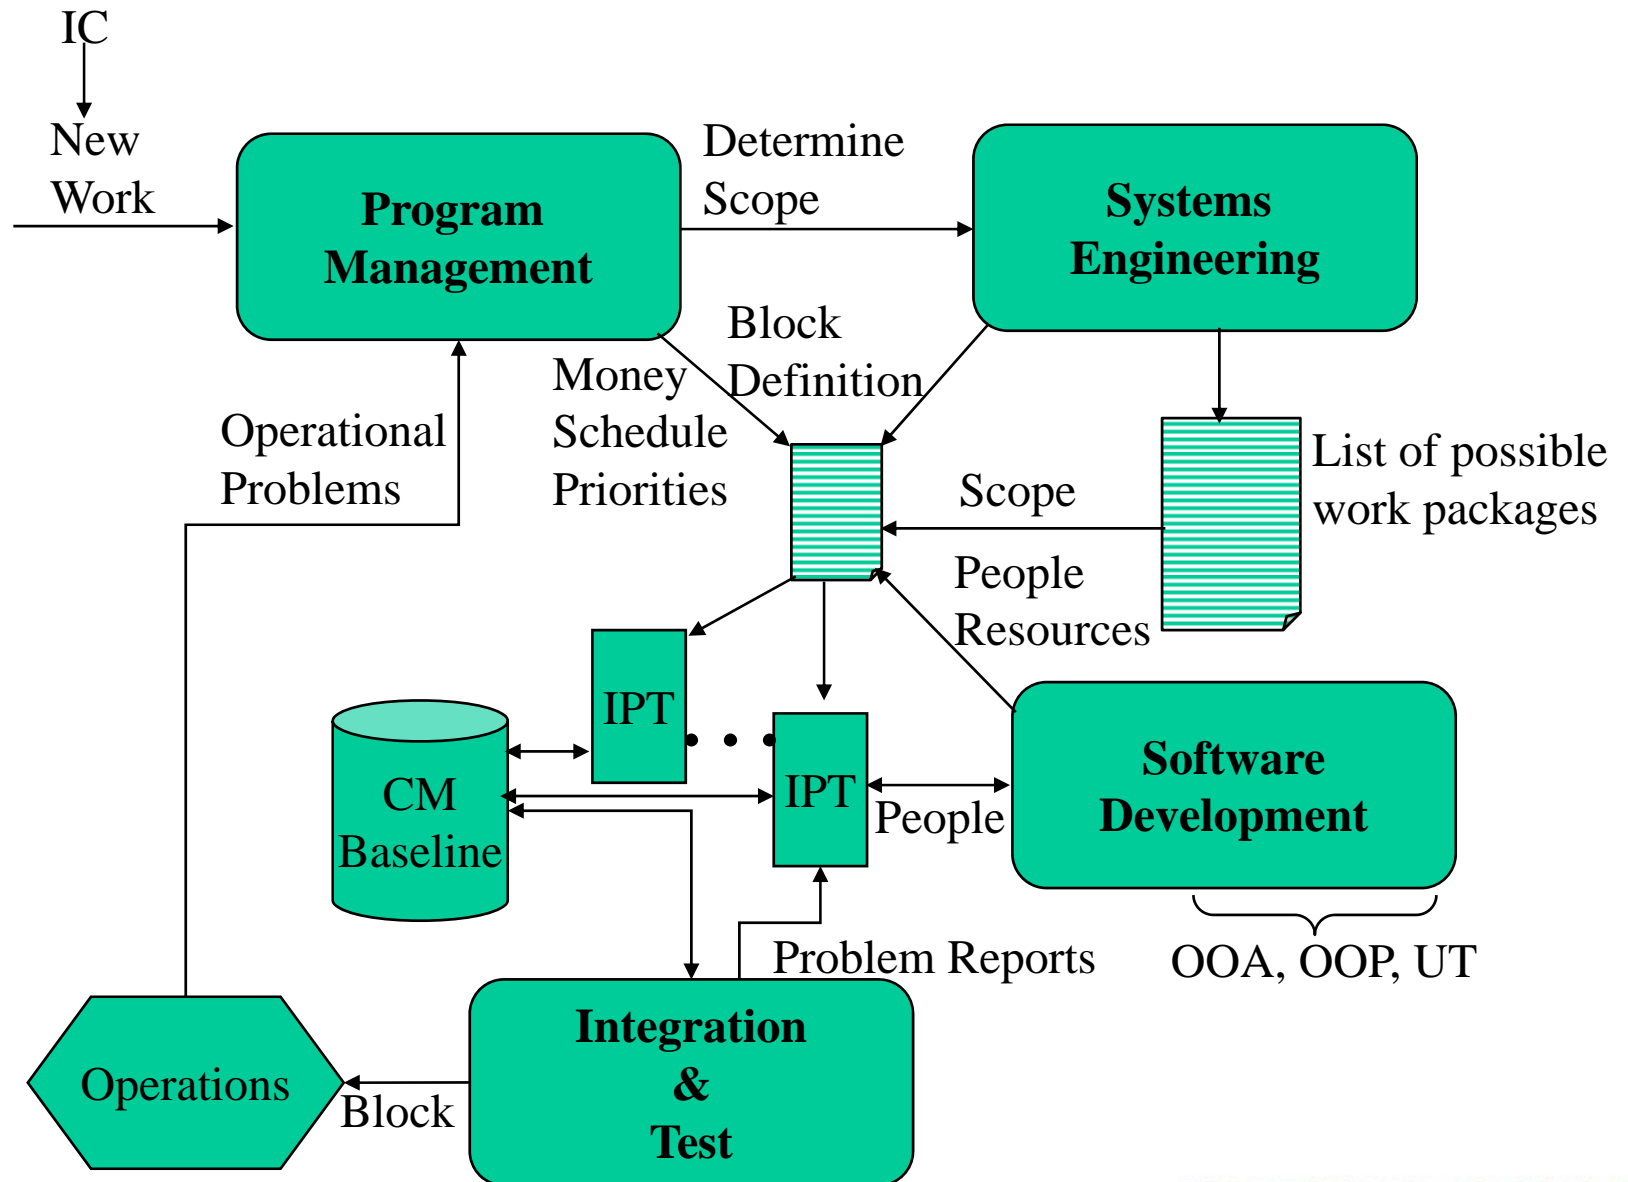 IC
New
Work
Program
Management
Determine
Scope
Systems
Engineering
Block
Definition
Money
Schedule
Priorities
Operational
Problems
List of possible
work packages
Scope
People
Resources
IPT
• • •
IPT
CM
Baseline
People
Software
Development
OOA, OOP, UT
Problem Reports
Integration
&
Test
Block
Operations